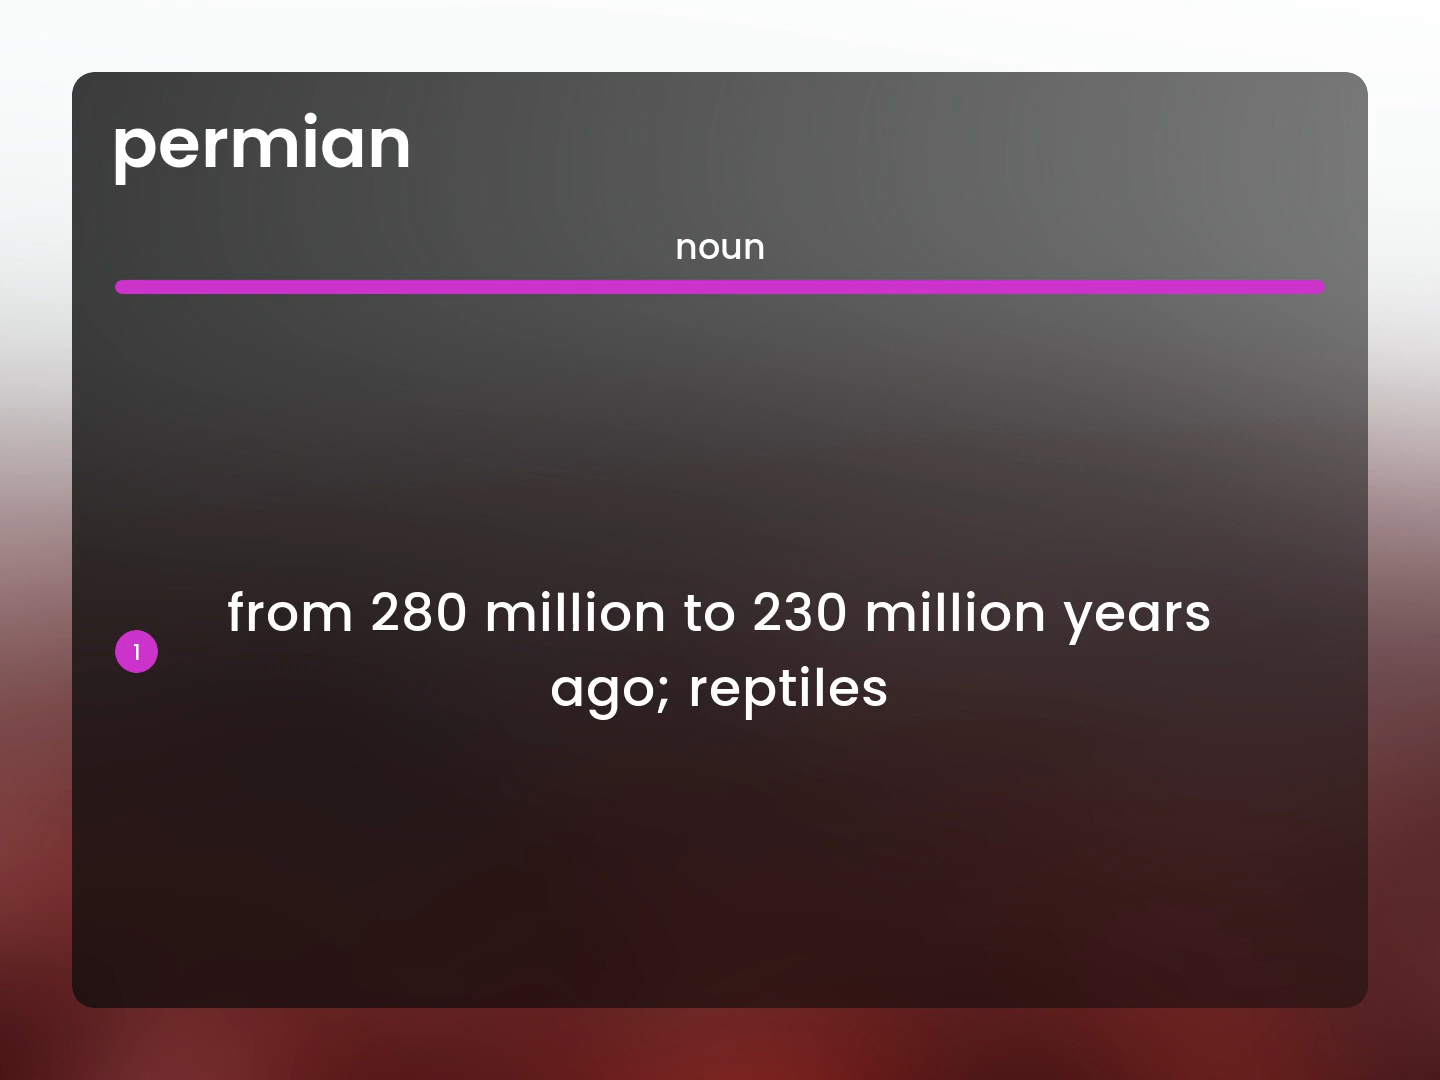 permian
noun
1
from 280 million to 230 million years
ago; reptiles